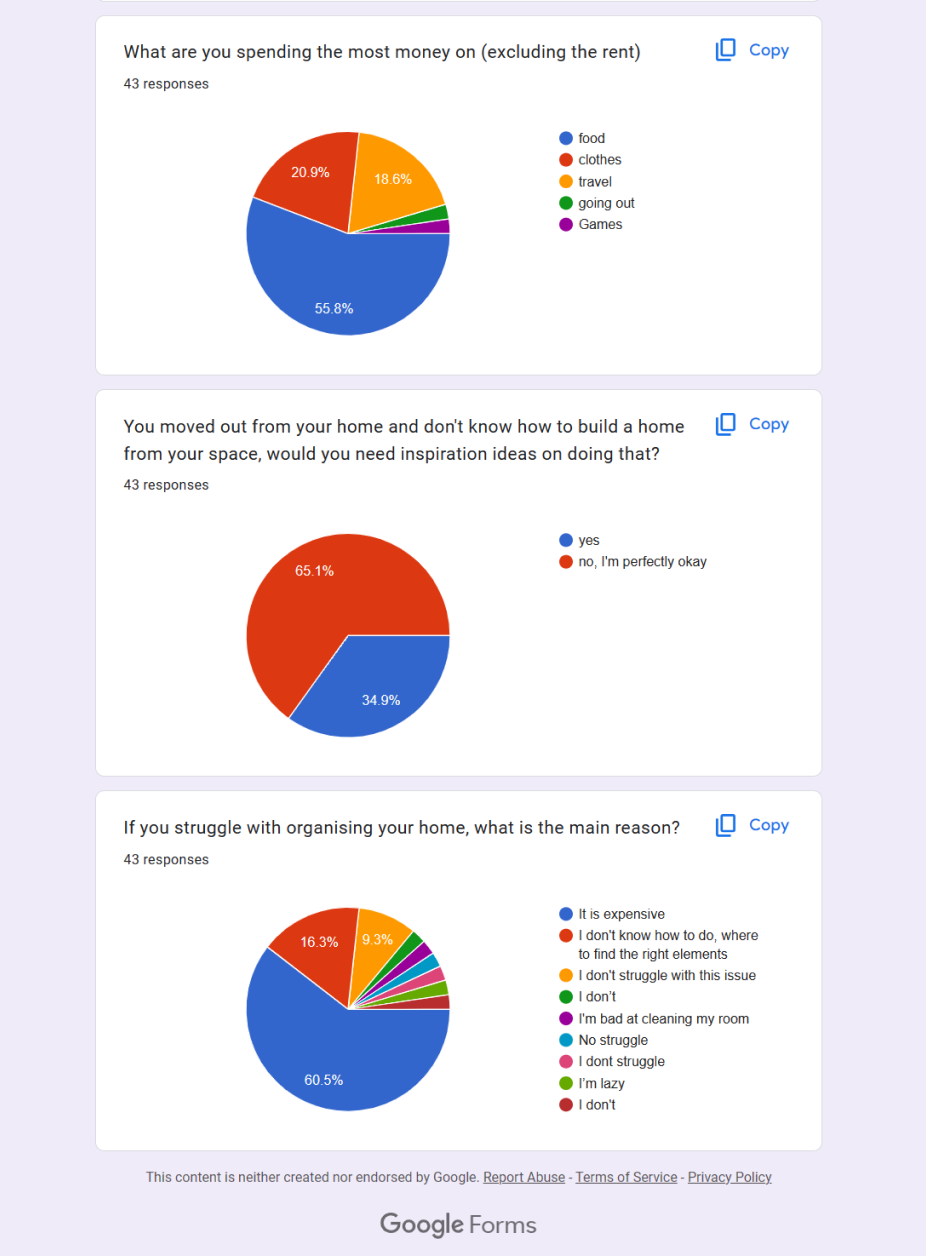 What are you spending the most money on (excluding the rent)
Copy
43 responses
food
clothes
travel
going out
Games
20.9%
18.6%
55.8%
You moved out from your home and don't know how to build a home
from your space, would you need inspiration ideas on doing that?
Copy
43 responses
yes
no, I'm perfectly okay
65.1%
34.9%
If you struggle with organising your home, what is the main reason?
Copy
43 responses
It is expensive
I don't know how to do, where
to find the right elements
I don't struggle with this issue
I don’t
I'm bad at cleaning my room
No struggle
I dont struggle
I’m lazy
I don't
16.3%
9.3%
60.5%
This content is neither created nor endorsed by Google. Report Abuse - Terms of Service - Privacy Policy
Google Forms